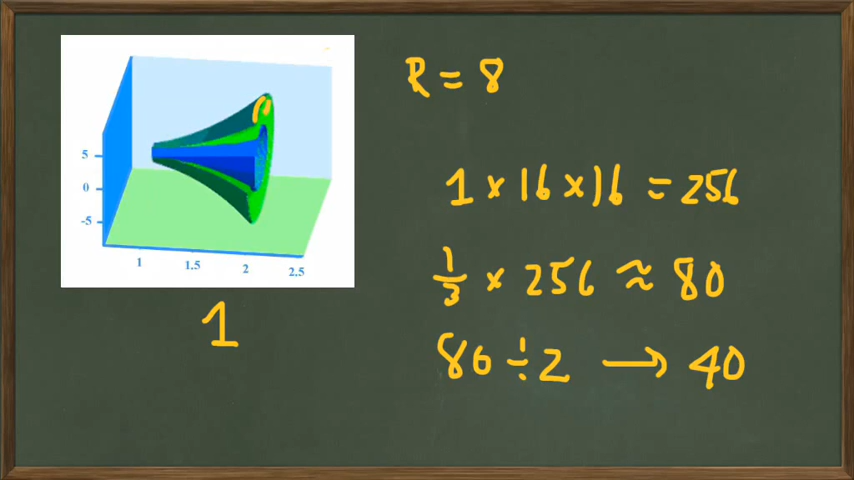 R = 8
5
0
-5
1
1.5
2
2.5
1
1 × 16 × 16 = 256
1/3 × 256 ≈ 80
80 ÷ 2 → 40